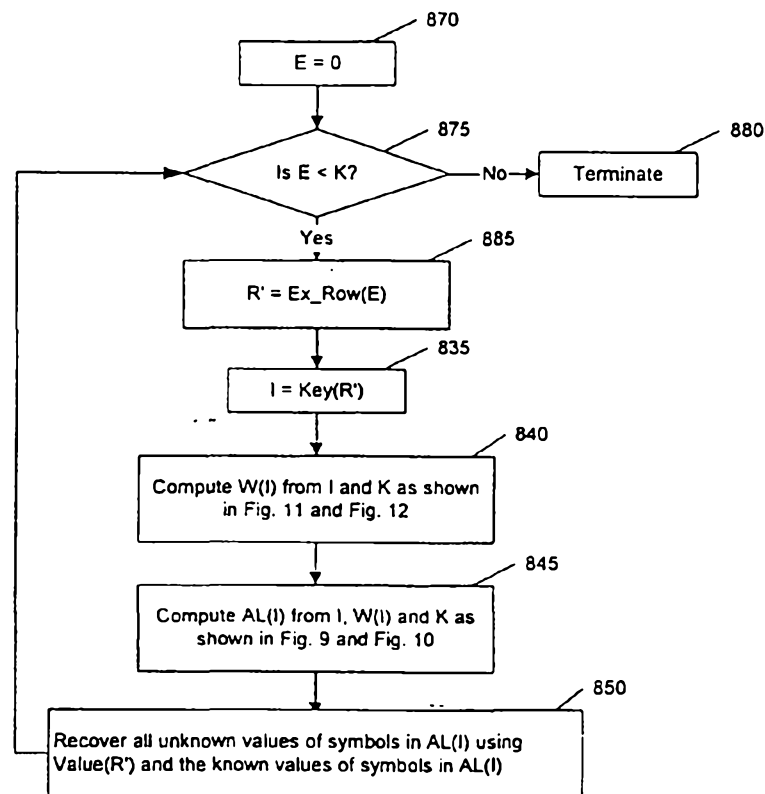 870
E = 0
875
Is E < K?
No
880
Terminate
Yes
885
R' = Ex_Row(E)
835
I = Key(R')
840
Compute W(I) from I and K as shown
in Fig. 11 and Fig. 12
845
Compute AL(I) from I, W(I) and K as
shown in Fig. 9 and Fig. 10
850
Recover all unknown values of symbols in AL(I) using
Value(R') and the known values of symbols in AL(I)